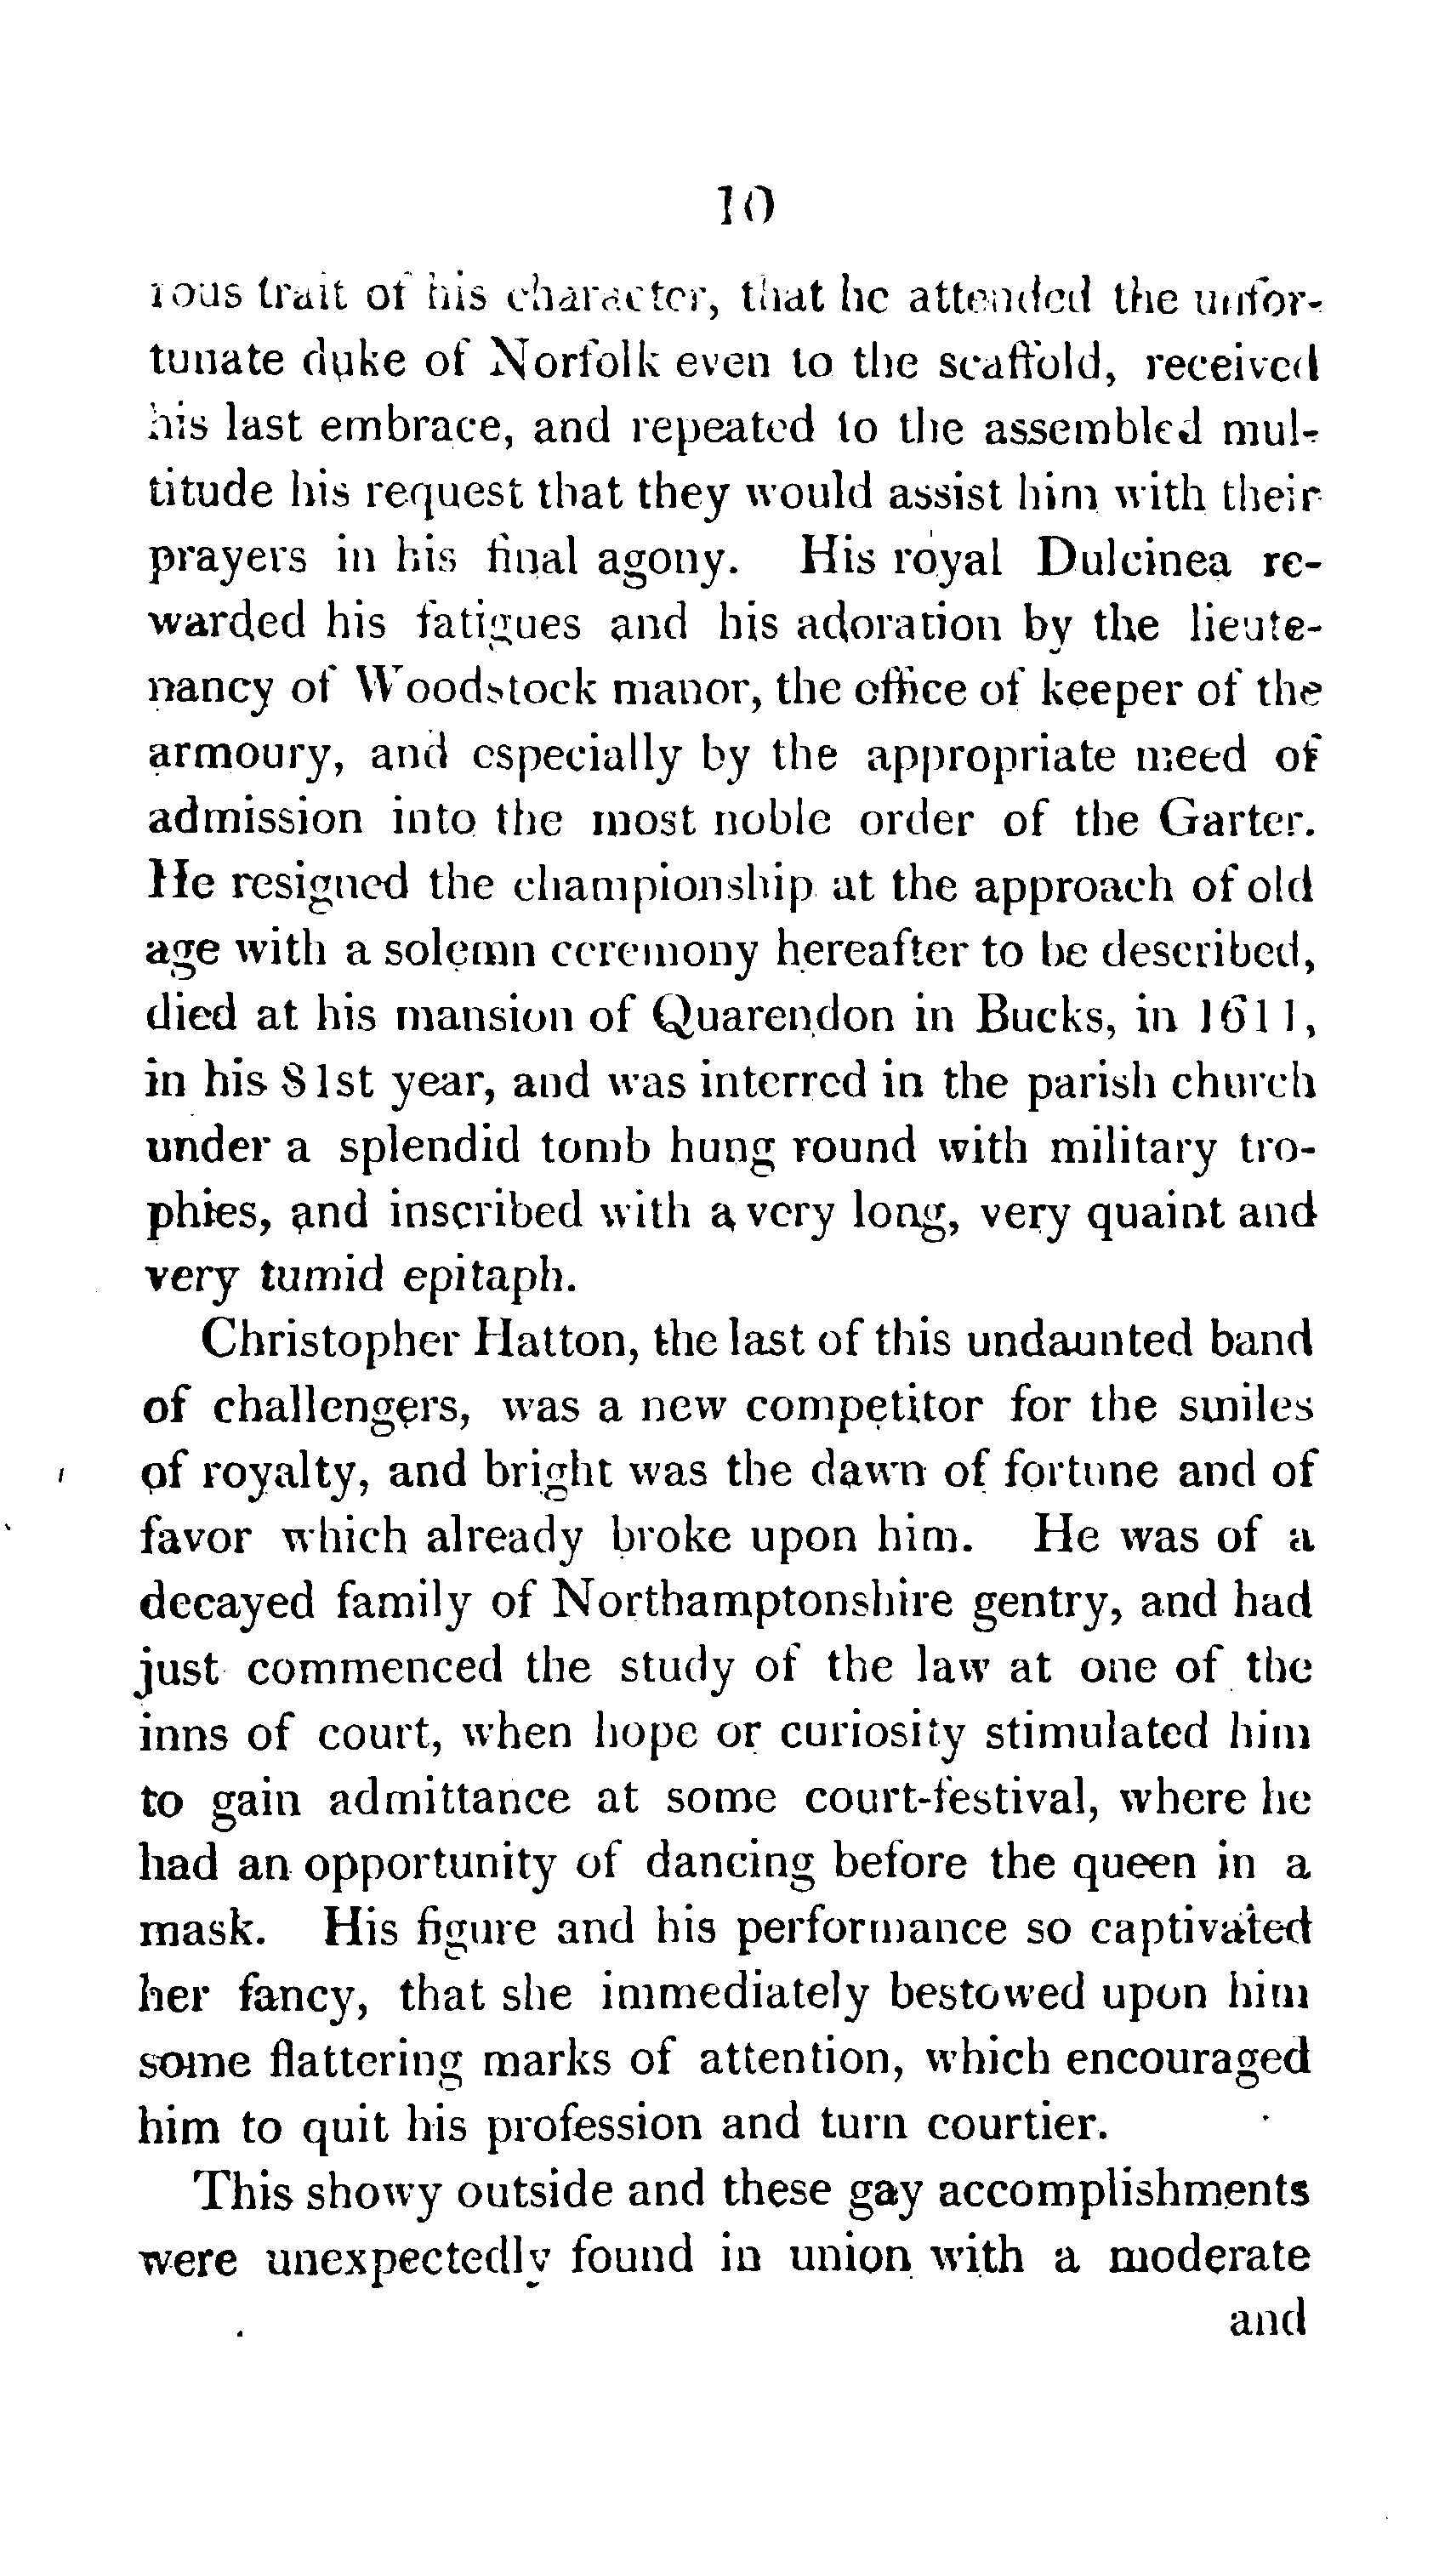 10
rous trait of his character, that he attended the unfor-
tunate duke of Norfolk even to the scaffold, received
his last embrace, and repeated to the assembled mul-
titude his request that they would assist him with their
prayers in his final agony. His royal Dulcinea re-
warded his fatigues and his adoration by the lieute-
nancy of Woodstock manor, the office of keeper of the
armoury, and especially by the appropriate meed of
admission into the most noble order of the Garter.
He resigned the championship at the approach of old
age with a solemn ceremony hereafter to be described,
died at his mansion of Quarendon in Bucks, in 1611,
in his 81st year, and was interred in the parish church
under a splendid tomb hung round with military tro-
phies, and inscribed with a very long, very quaint and
very tumid epitaph.
Christopher Hatton, the last of this undaunted band
of challengers, was a new competitor for the smiles
of royalty, and bright was the dawn of fortune and of
favor which already broke upon him. He was of a
decayed family of Northamptonshire gentry, and had
just commenced the study of the law at one of the
inns of court, when hope or curiosity stimulated him
to gain admittance at some court-festival, where he
had an opportunity of dancing before the queen in a
mask. His figure and his performance so captivated
her fancy, that she immediately bestowed upon him
some flattering marks of attention, which encouraged
him to quit his profession and turn courtier.
This showy outside and these gay accomplishments
were unexpectedly found in union with a moderate
and